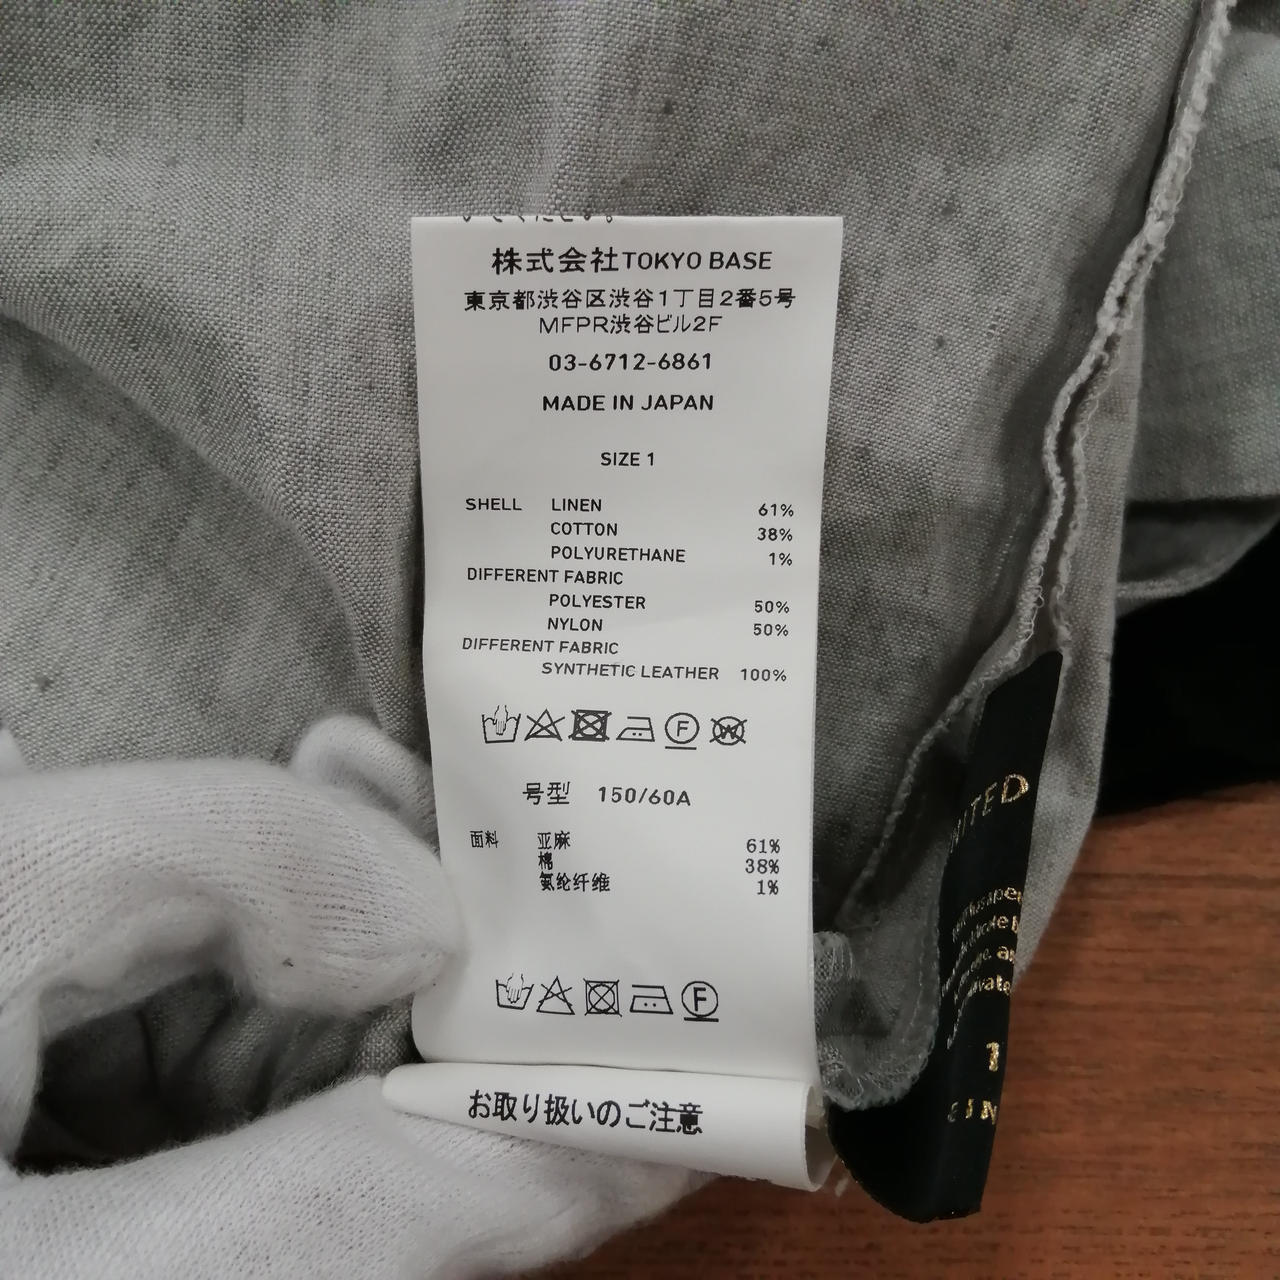 株式会社TOKYO BASE
東京都渋谷区渋谷1丁目2番5号
MFPR渋谷ビル2F
03-6712-6861
MADE IN JAPAN
SIZE 1
SHELL LINEN 61%
COTTON 38%
POLYURETHANE 1%
DIFFERENT FABRIC
POLYESTER 50%
NYLON 50%
DIFFERENT FABRIC
SYNTHETIC LEATHER 100%
F W
号型 150/60A
面料 亚麻 61%
棉 38%
氨纶纤维 1%
F
お取り扱いのご注意